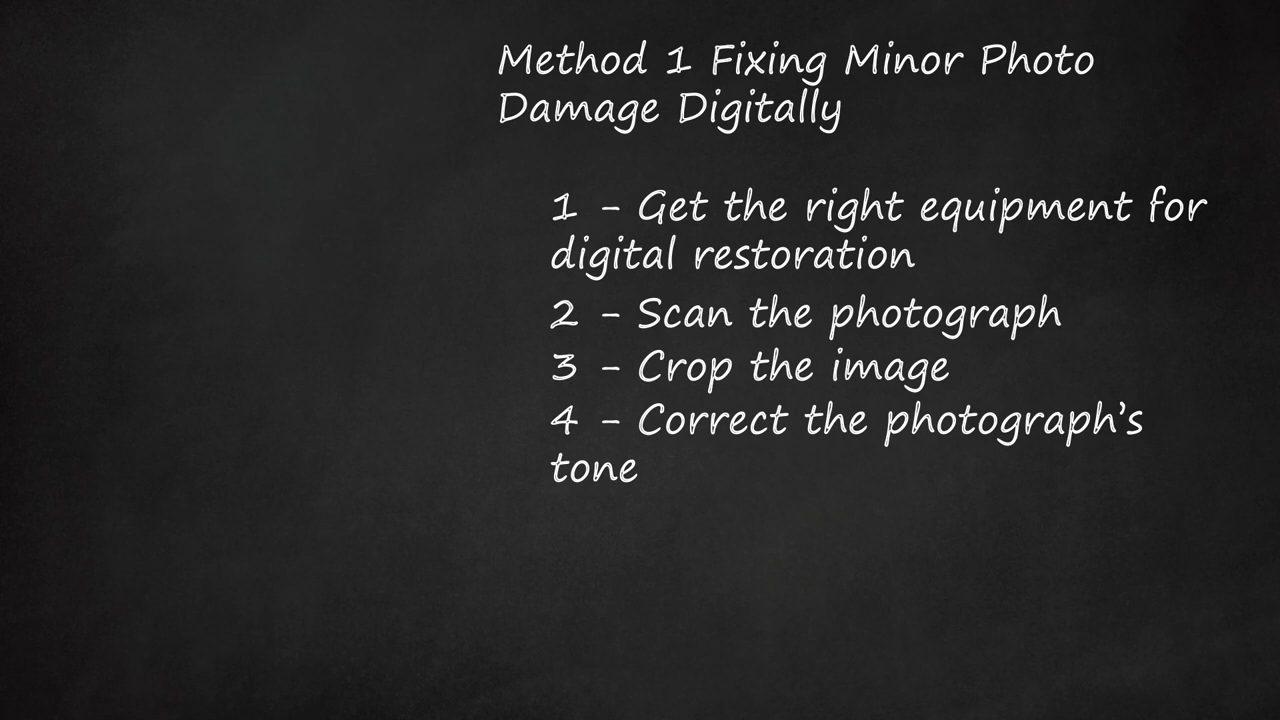 Method 1 Fixing Minor Photo
Damage Digitally
1 - Get the right equipment for
digital restoration
2 - Scan the photograph
3 - Crop the image
4 - Correct the photograph’s
tone